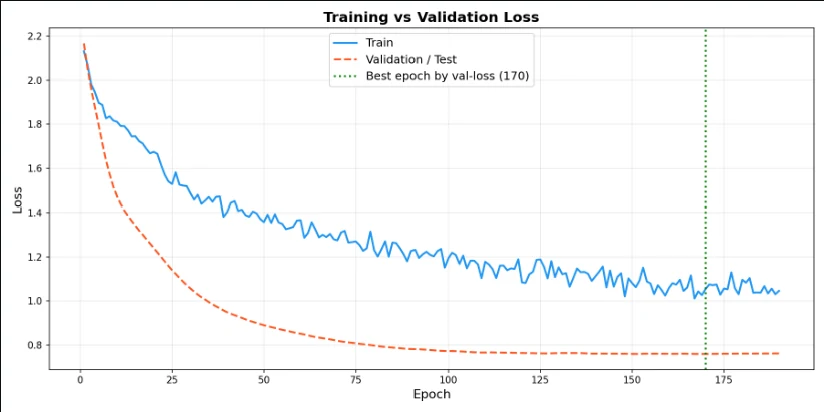 Training vs Validation Loss
Train
Validation / Test
Best epoch by val-loss (170)
Loss
2.2
2.0
1.8
1.6
1.4
1.2
1.0
0.8
0 25 50 75 100 125 150 175
Epoch